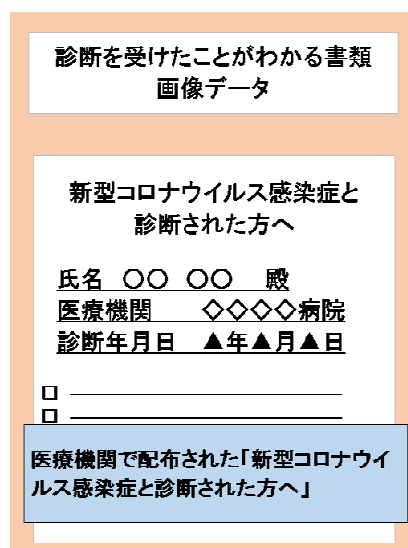 診断を受けたことがわかる書類
画像データ
新型コロナウイルス感染症と
診断された方へ
氏名 〇〇 〇〇 殿
医療機関 ◇◇◇◇病院
診断年月日 ▲年▲月▲日
□
□
医療機関で配布された「新型コロナウイ
ルス感染症と診断された方へ」